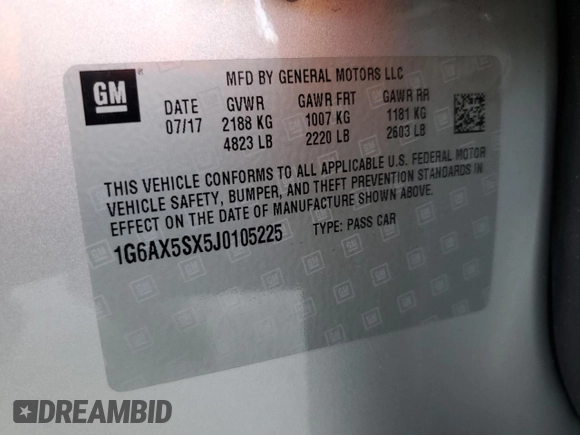 GM
MFD BY GENERAL MOTORS LLC
DATE GVWR GAWR FRT GAWR RR
07/17 2188 KG 1007 KG 1181 KG
4823 LB 2220 LB 2603 LB
THIS VEHICLE CONFORMS TO ALL APPLICABLE U.S. FEDERAL MOTOR
VEHICLE SAFETY, BUMPER, AND THEFT PREVENTION STANDARDS IN
EFFECT ON THE DATE OF MANUFACTURE SHOWN ABOVE.
1G6AX5SX5J0105225 TYPE: PASS CAR
DREAMBID